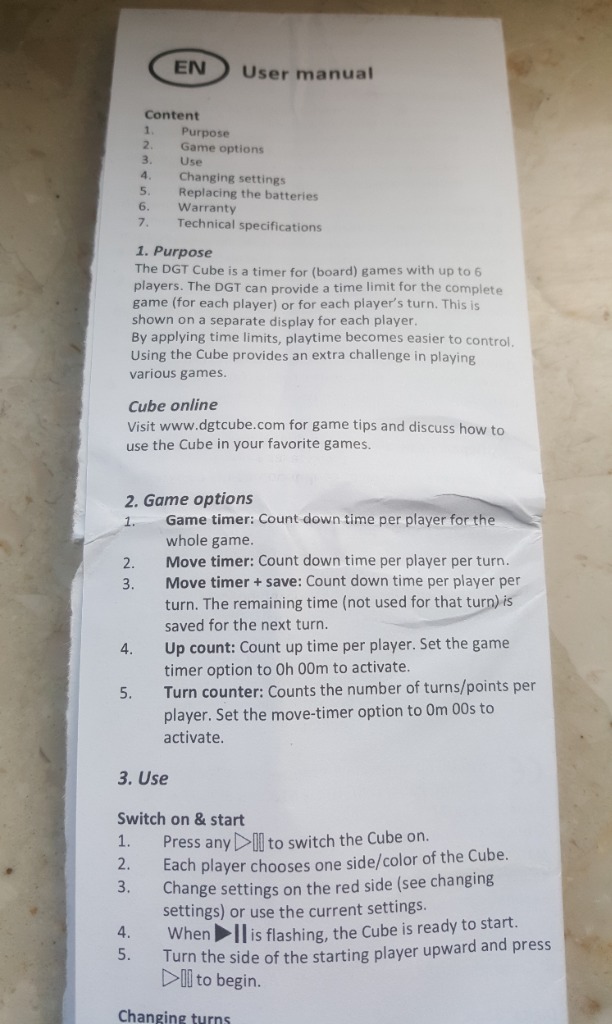 EN User manual
Content
1. Purpose
2. Game options
3. Use
4. Changing settings
5. Replacing the batteries
6. Warranty
7. Technical specifications
1. Purpose
The DGT Cube is a timer for (board) games with up to 6
players. The DGT can provide a time limit for the complete
game (for each player) or for each player's turn. This is
shown on a separate display for each player.
By applying time limits, playtime becomes easier to control.
Using the Cube provides an extra challenge in playing
various games.
Cube online
Visit www.dgtcube.com for game tips and discuss how to
use the Cube in your favorite games.
2. Game options
1. Game timer: Count down time per player for the
whole game.
2. Move timer: Count down time per player per turn.
3. Move timer + save: Count down time per player per
turn. The remaining time (not used for that turn) is
saved for the next turn.
4. Up count: Count up time per player. Set the game
timer option to 0h 00m to activate.
5. Turn counter: Counts the number of turns/points per
player. Set the move-timer option to 0m 00s to
activate.
3. Use
Switch on & start
1. Press any to switch the Cube on.
2. Each player chooses one side/color of the Cube.
3. Change settings on the red side (see changing
settings) or use the current settings.
4. When is flashing, the Cube is ready to start.
5. Turn the side of the starting player upward and press
to begin.
Changing turns